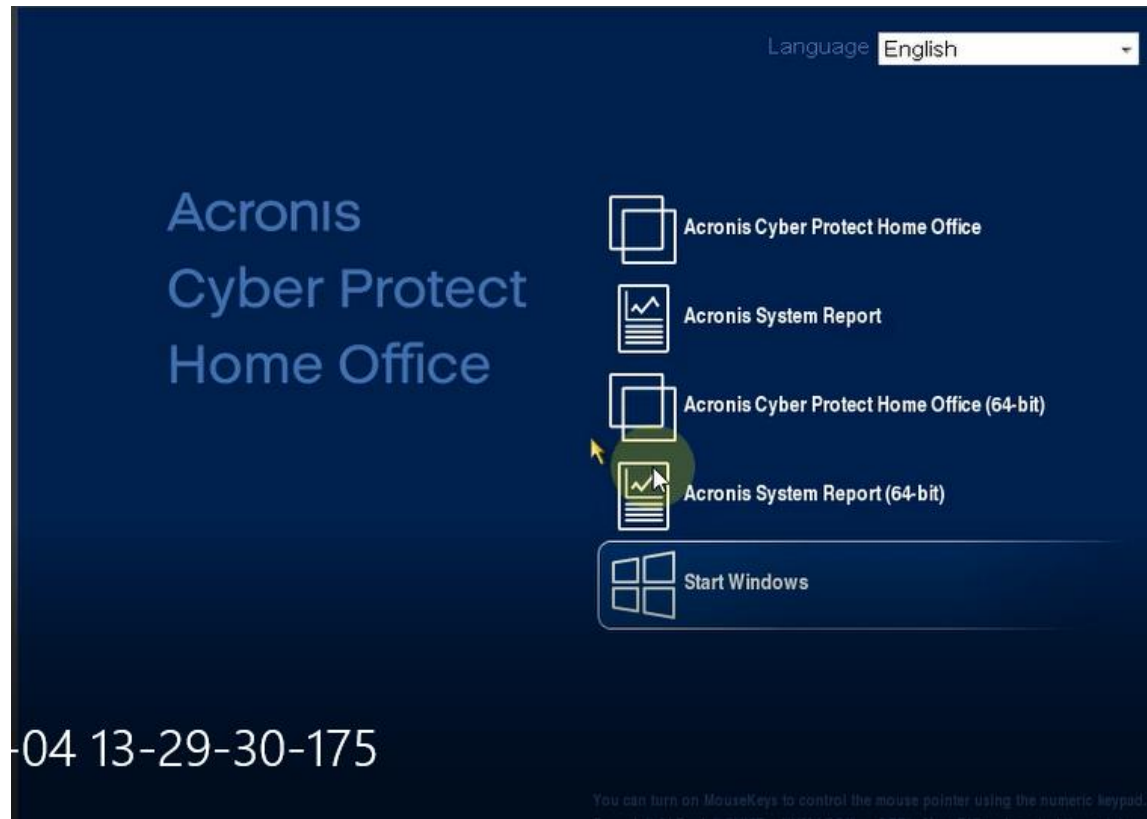 Language English
Acronis
Cyber Protect
Home Office
Acronis Cyber Protect Home Office
Acronis System Report
Acronis Cyber Protect Home Office (64-bit)
Acronis System Report (64-bit)
Start Windows
-04 13-29-30-175
You can turn on MouseKeys to control the mouse pointer using the numeric keypad.